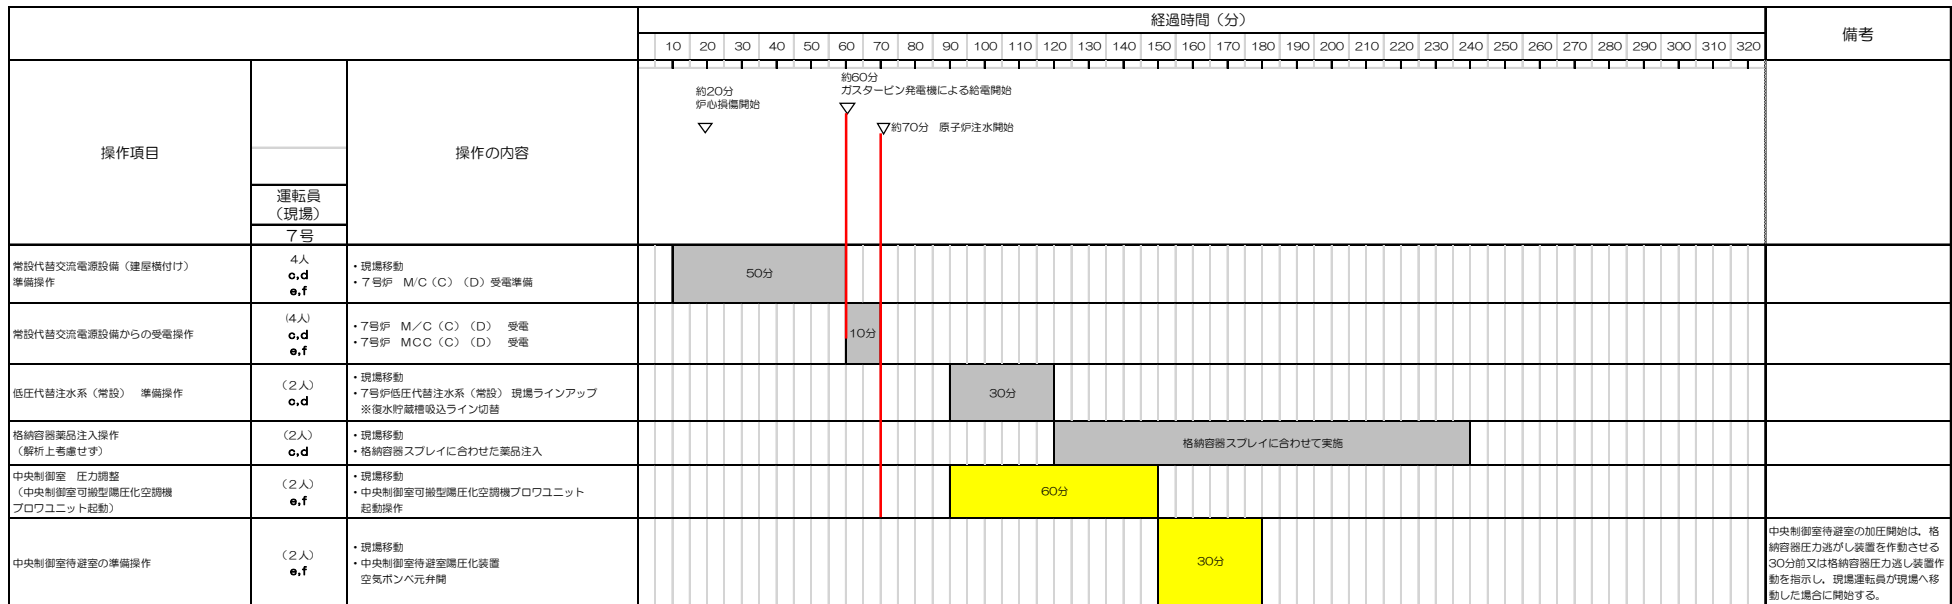 経過時間（分）
備考
10 20 30 40 50 60 70 80 90 100 110 120 130 140 150 160 170 180 190 200 210 220 230 240 250 260 270 280 290 300 310 320
操作項目
運転員
（現場）
7号
操作の内容
約20分
炉心損傷開始
約60分
ガスタービン発電機による給電開始
約70分　原子炉注水開始
常設代替交流電源設備（建屋横付け）
準備操作
4人
c,d
e,f
・現場移動
・7号炉　M/C（C）（D）受電準備
50分
常設代替交流電源設備からの受電操作
(4人)
c,d
e,f
・7号炉　M／C（C）（D）　受電
・7号炉　MCC（C）（D）　受電
10分
低圧代替注水系（常設）　準備操作
（2人）
c,d
・現場移動
・7号炉低圧代替注水系（常設） 現場ラインアップ
※復水貯蔵槽吸込ライン切替
30分
格納容器薬品注入操作
（解析上考慮せず）
（2人）
c,d
・現場移動
・格納容器スプレイに合わせた薬品注入
格納容器スプレイに合わせて実施
中央制御室　圧力調整
（中央制御室可搬型陽圧化空調機
ブロワユニット起動）
（2人）
e,f
・現場移動
・中央制御室可搬型陽圧化空調機ブロワユニット
起動操作
60分
中央制御室待避室の準備操作
（2人）
e,f
・現場移動
・中央制御室待避室陽圧化装置
空気ボンベ元弁開
30分
中央制御室待避室の加圧開始は，格
納容器圧力逃がし装置を作動させる
30分前又は格納容器圧力逃し装置作
動を指示し，現場運転員が現場へ移
動した場合に開始する。